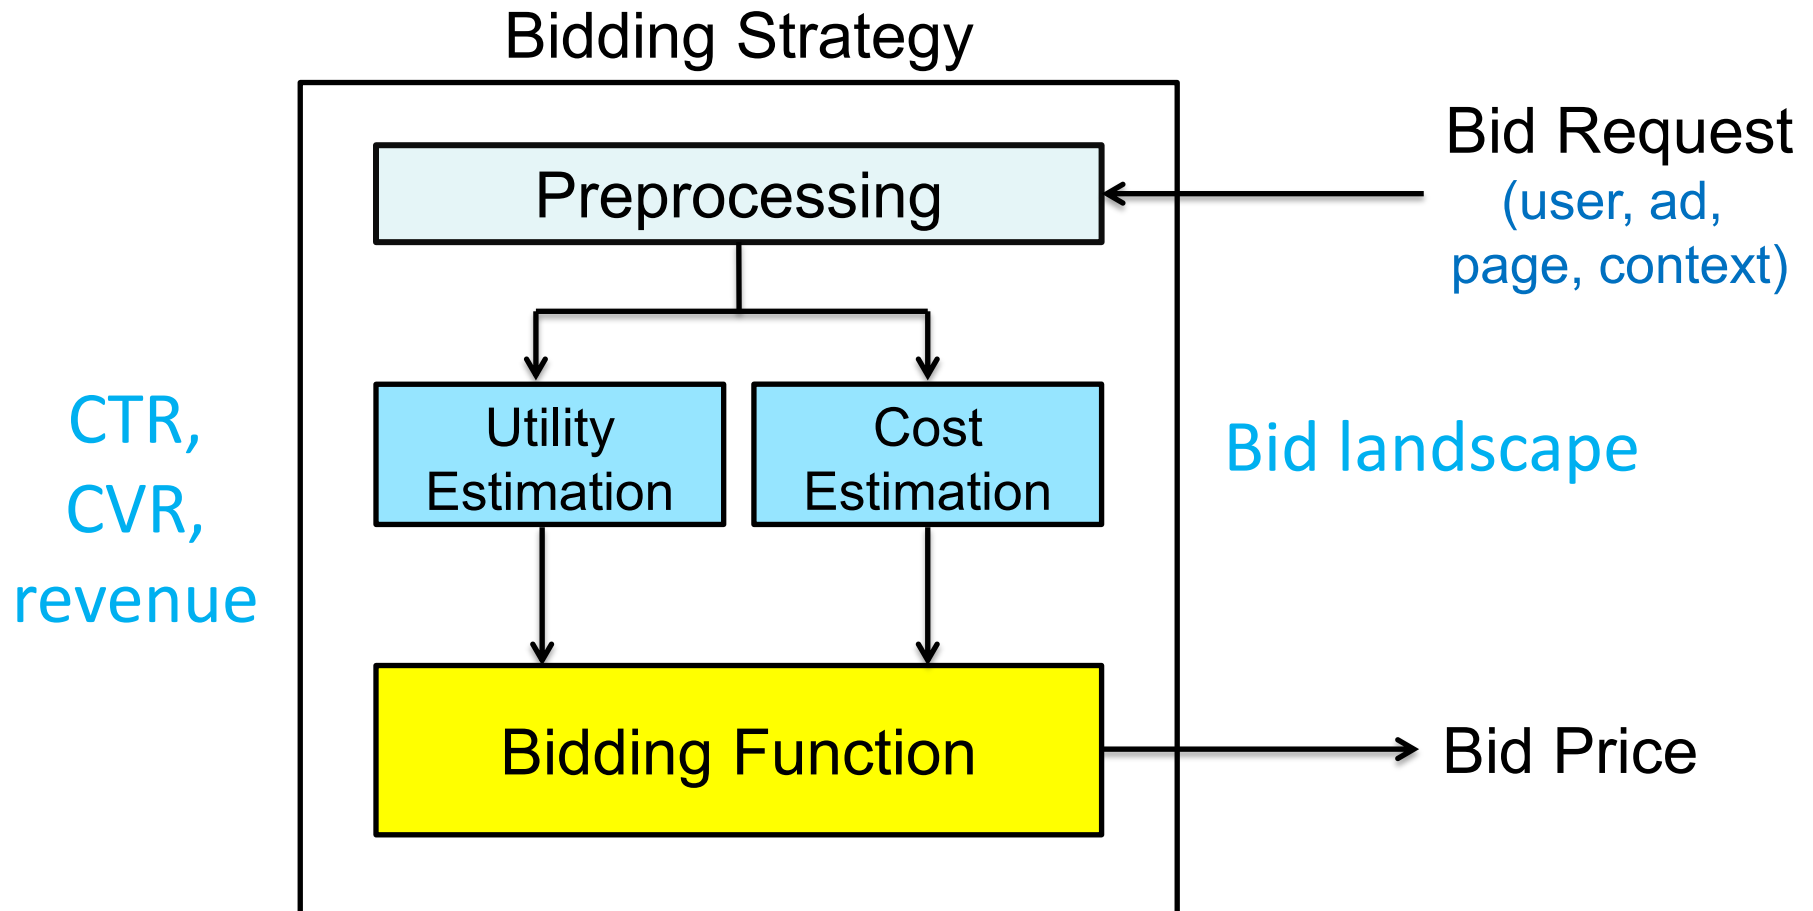 Bidding Strategy
Preprocessing
Bid Request
(user, ad,
page, context)
CTR,
CVR,
revenue
Utility
Estimation
Cost
Estimation
Bid landscape
Bidding Function
Bid Price